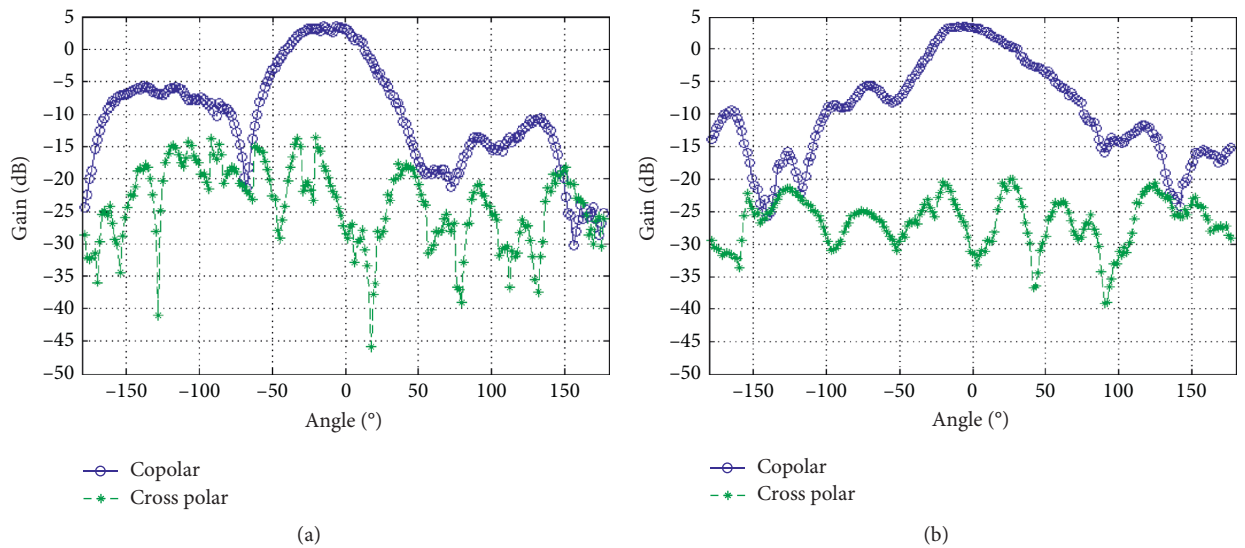 5
0
–5
–10
–15
–20
–25
–30
–35
–40
–45
–50
Gain (dB)
–150 –100 –50 0 50 100 150
Angle (°)
Copolar
Cross polar
(a)
5
0
–5
–10
–15
–20
–25
–30
–35
–40
–45
–50
Gain (dB)
–150 –100 –50 0 50 100 150
Angle (°)
Copolar
Cross polar
(b)